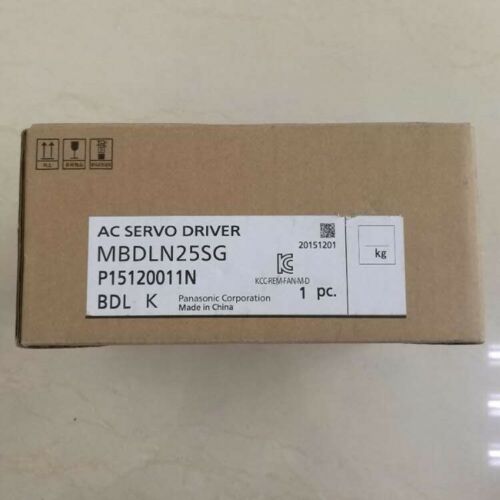 AC SERVO DRIVER
MBDLN25SG
20151201
P15120011N
KCC-REM-FAN-M-D
1 pc.
BDL K
Panasonic Corporation
Made in China
kg